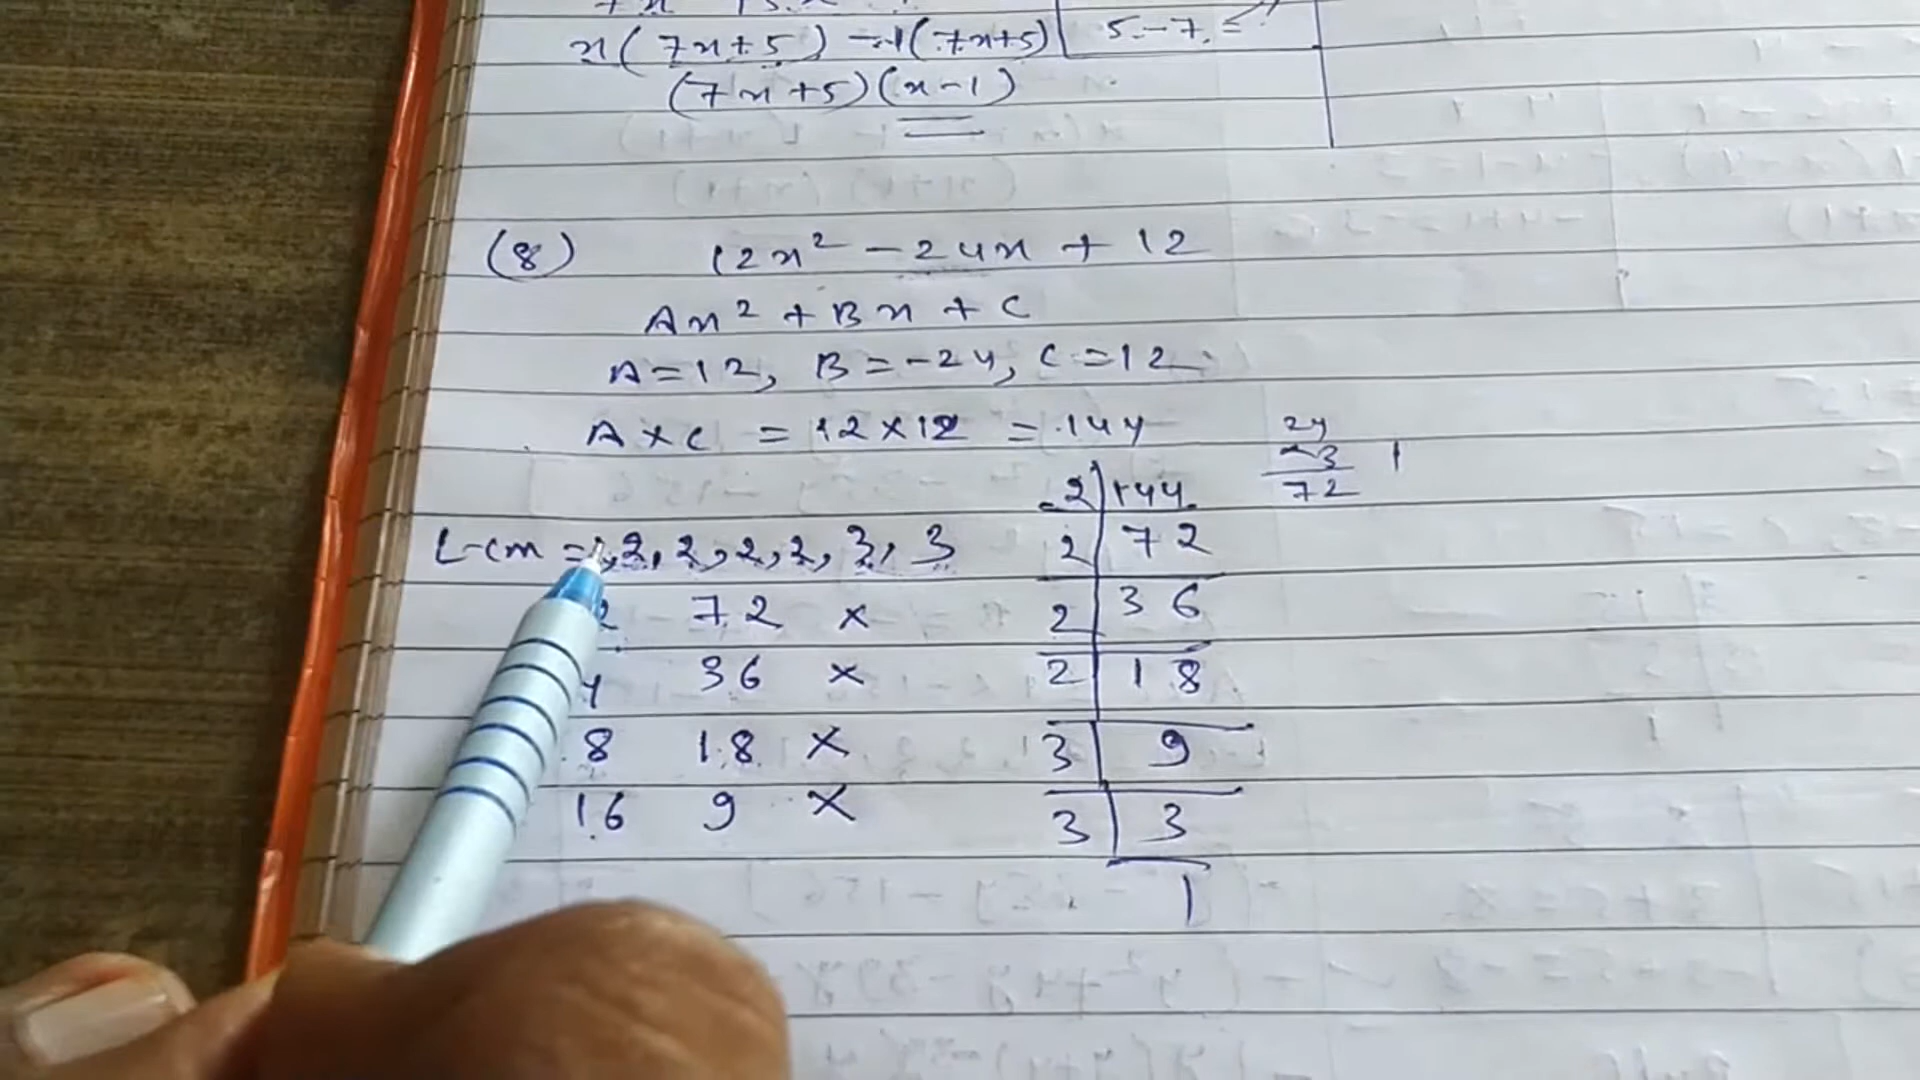 x(7x+5) -1(7x+5) 5-7=
(7x+5)(x-1)
(8) 12x² - 24x + 12
Ax² + Bx + C
A=12, B=-24, C=12
A×C = 12×12 = 144
24
×3
72
1
2 144
L-cm = 1,2,2,2,2,3,3
2 72
2 72 ×
2 36
4 36 ×
2 18
8 18 ×
3 9
16 9 ×
3 3
1